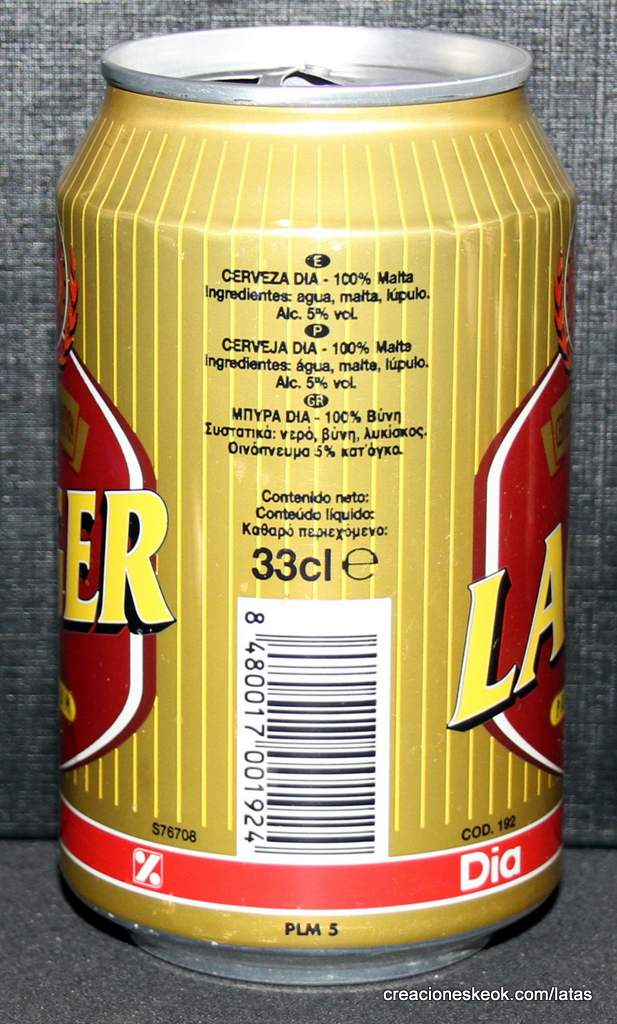 E
CERVEZA DIA - 100% Malta
Ingredientes: agua, malta, lúpulo.
Alc. 5% vol.
P
CERVEJA DIA - 100% Malte
Ingredientes: água, malte, lúpulo.
Alc. 5% vol.
GR
ΜΠΥΡΑ DIA - 100% Βύνη
Συστατικά: νερό, βύνη, λυκίσκος.
Οινόπνευμα 5% κατ'όγκο.
Contenido neto:
Conteúdo líquido:
Καθαρό περιεχόμενο:
33cl e
GER
LA
8 480017 001924
S76708
COD. 192
%
Dia
PLM 5
creacioneskeok.com/latas